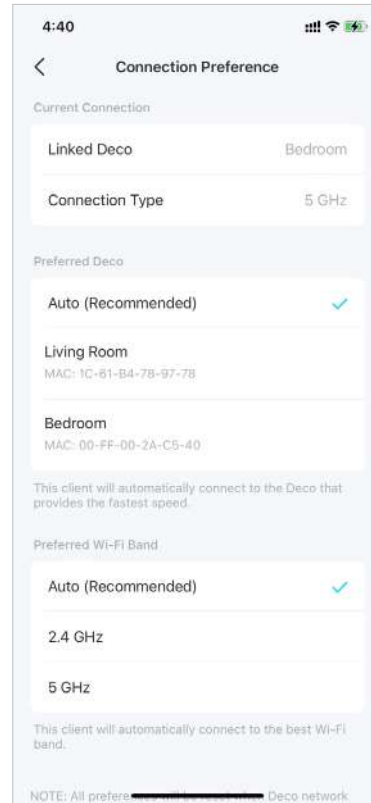 4:40
Connection Preference
Current Connection
Linked Deco Bedroom
Connection Type 5 GHz
Preferred Deco
Auto (Recommended)
Living Room
MAC: 1C-61-B4-78-97-78
Bedroom
MAC: 00-FF-00-2A-C5-40
This client will automatically connect to the Deco that
provides the fastest speed.
Preferred Wi-Fi Band
Auto (Recommended)
2.4 GHz
5 GHz
This client will automatically connect to the best Wi-Fi
band.
NOTE: All Deco network